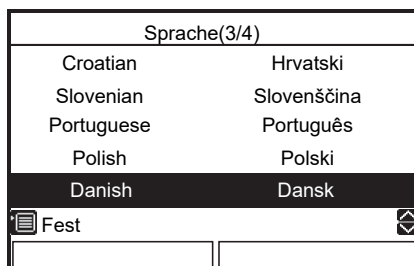 Sprache(3/4)
Croatian Hrvatski
Slovenian Slovenščina
Portuguese Português
Polish Polski
Danish Dansk
Fest